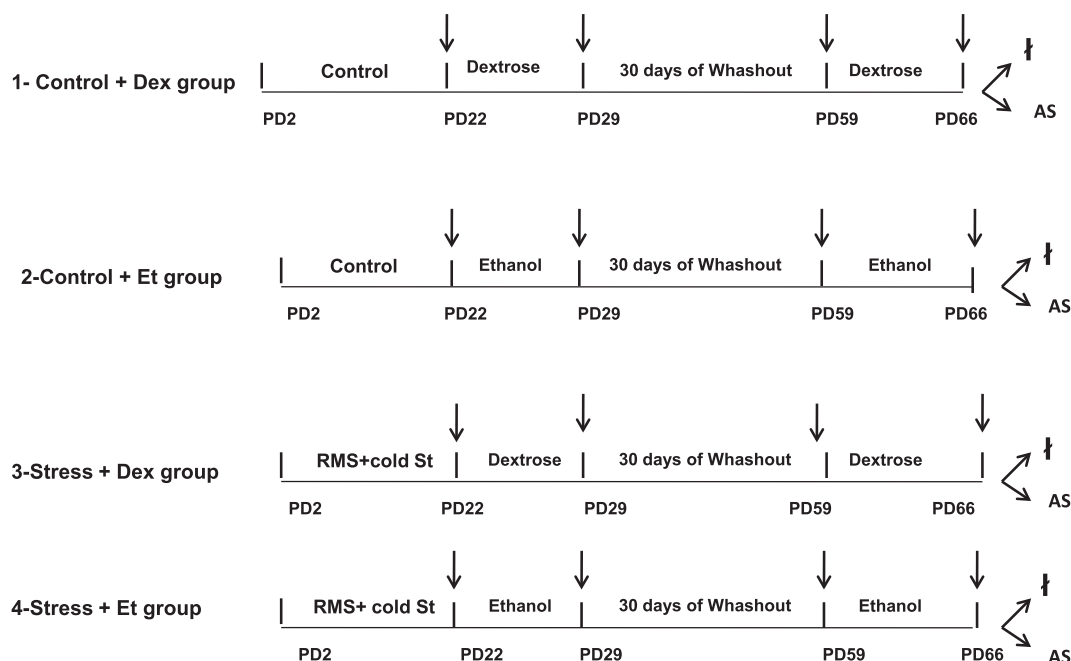 1- Control + Dex group
Control
Dextrose
30 days of Whashout
Dextrose
PD2
PD22
PD29
PD59
PD66
AS
2-Control + Et group
Control
Ethanol
30 days of Whashout
Ethanol
PD2
PD22
PD29
PD59
PD66
AS
3-Stress + Dex group
RMS+cold St
Dextrose
30 days of Whashout
Dextrose
PD2
PD22
PD29
PD59
PD66
AS
4-Stress + Et group
RMS+ cold St
Ethanol
30 days of Whashout
Ethanol
PD2
PD22
PD29
PD59
PD66
AS